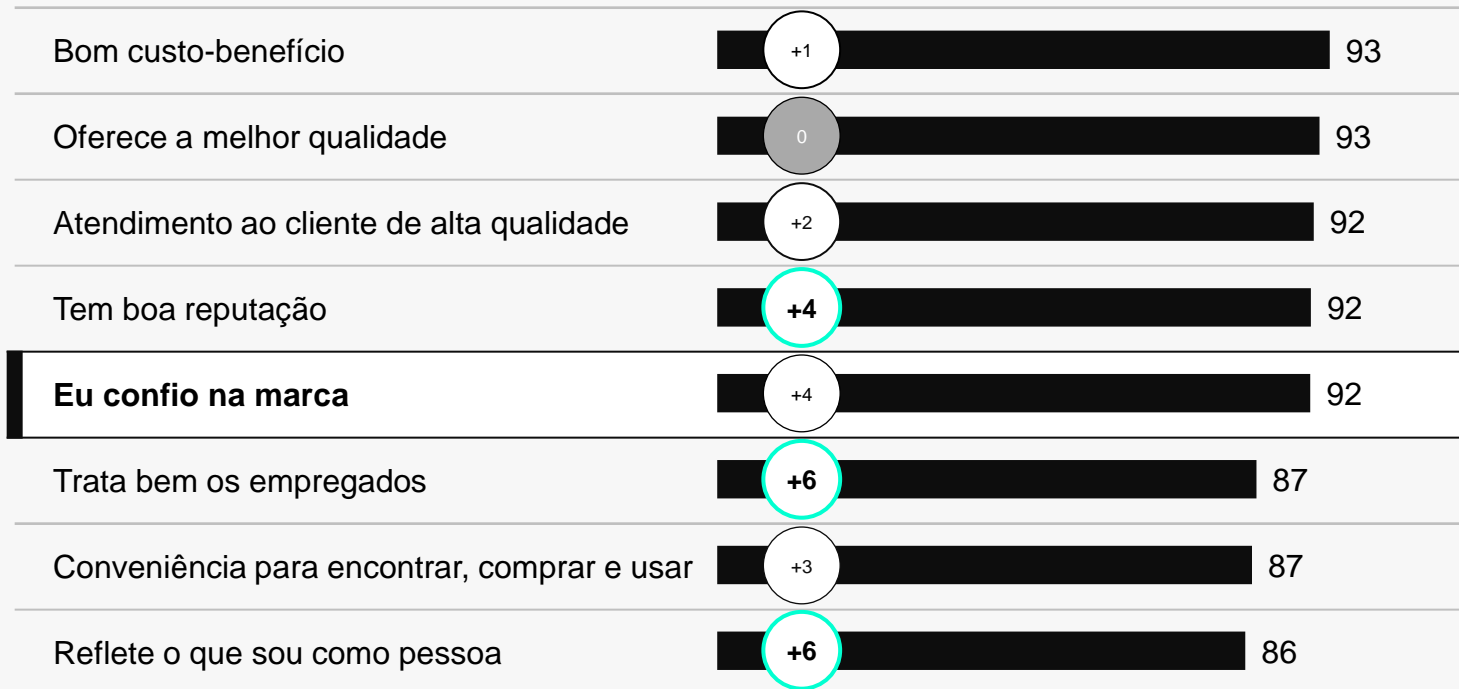 Bom custo-benefício +1 93
Oferece a melhor qualidade 0 93
Atendimento ao cliente de alta qualidade +2 92
Tem boa reputação +4 92
Eu confio na marca +4 92
Trata bem os empregados +6 87
Conveniência para encontrar, comprar e usar +3 87
Reflete o que sou como pessoa +6 86